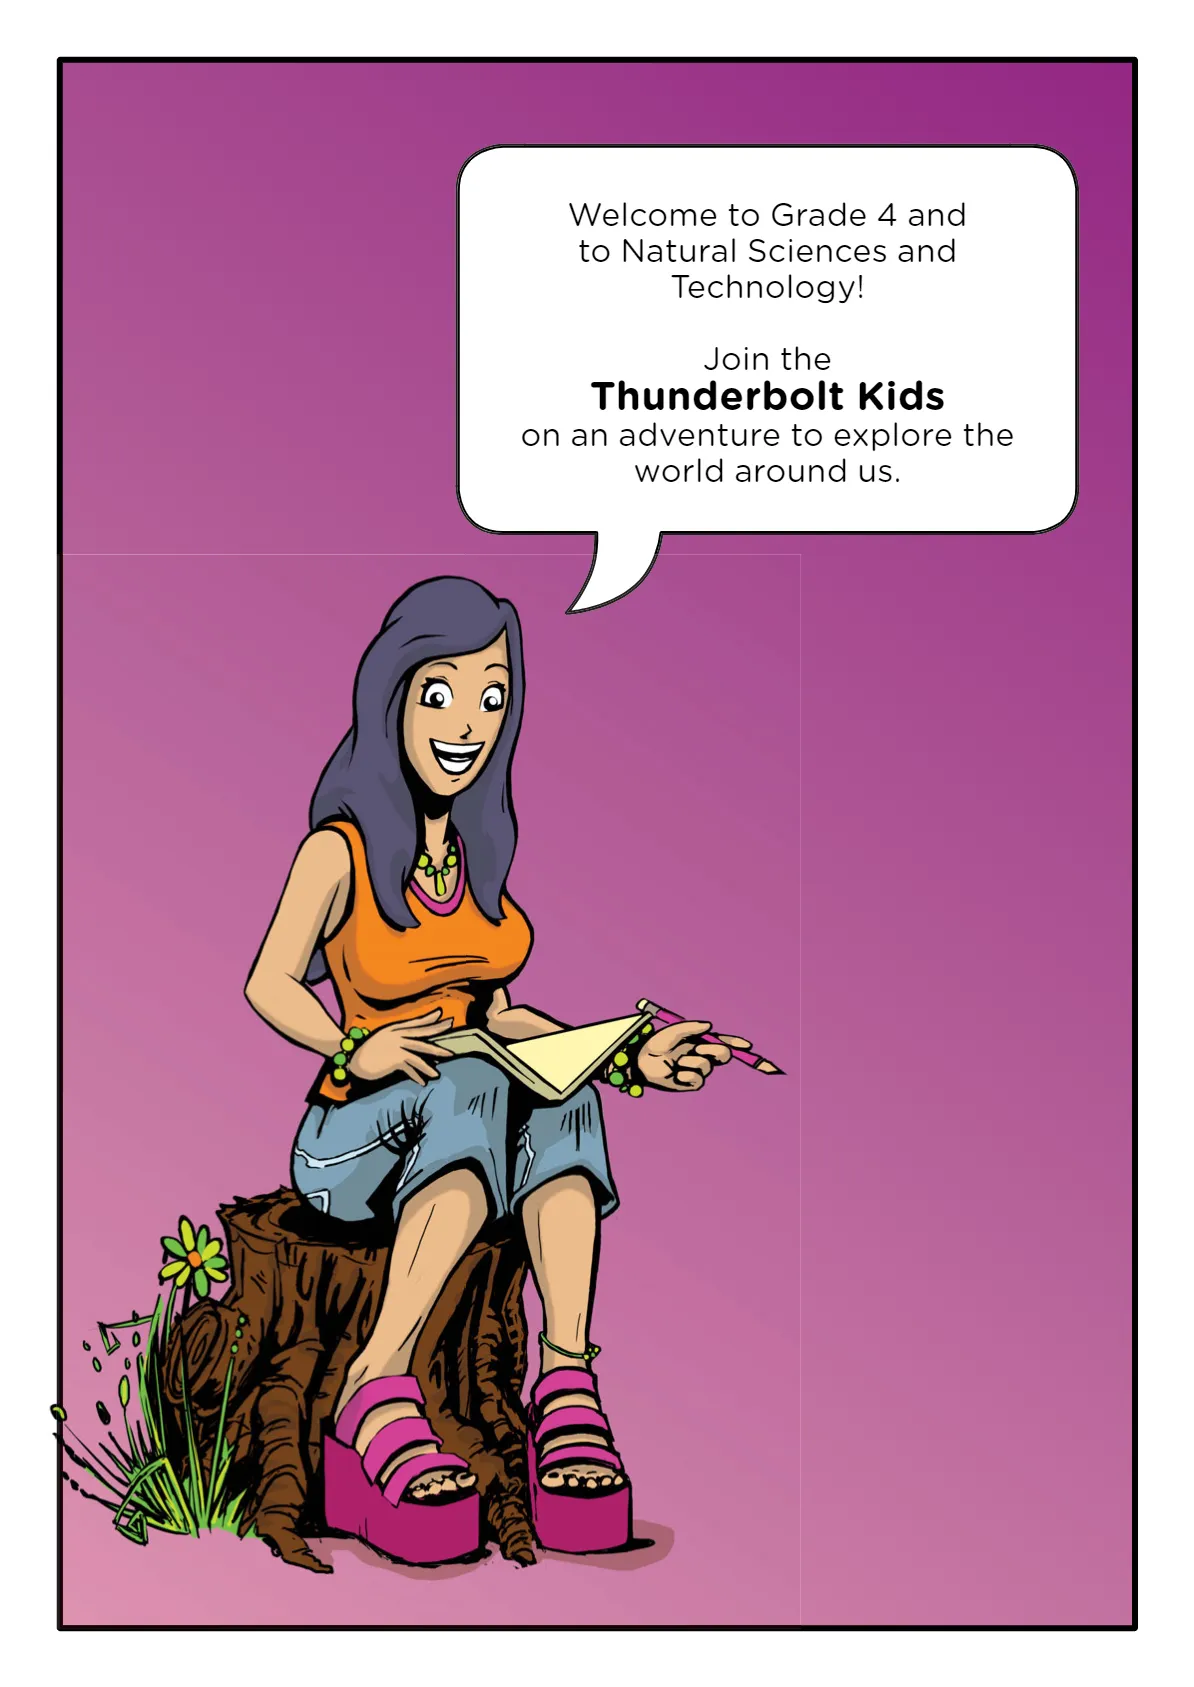 Welcome to Grade 4 and
to Natural Sciences and
Technology!
Join the
Thunderbolt Kids
on an adventure to explore the
world around us.